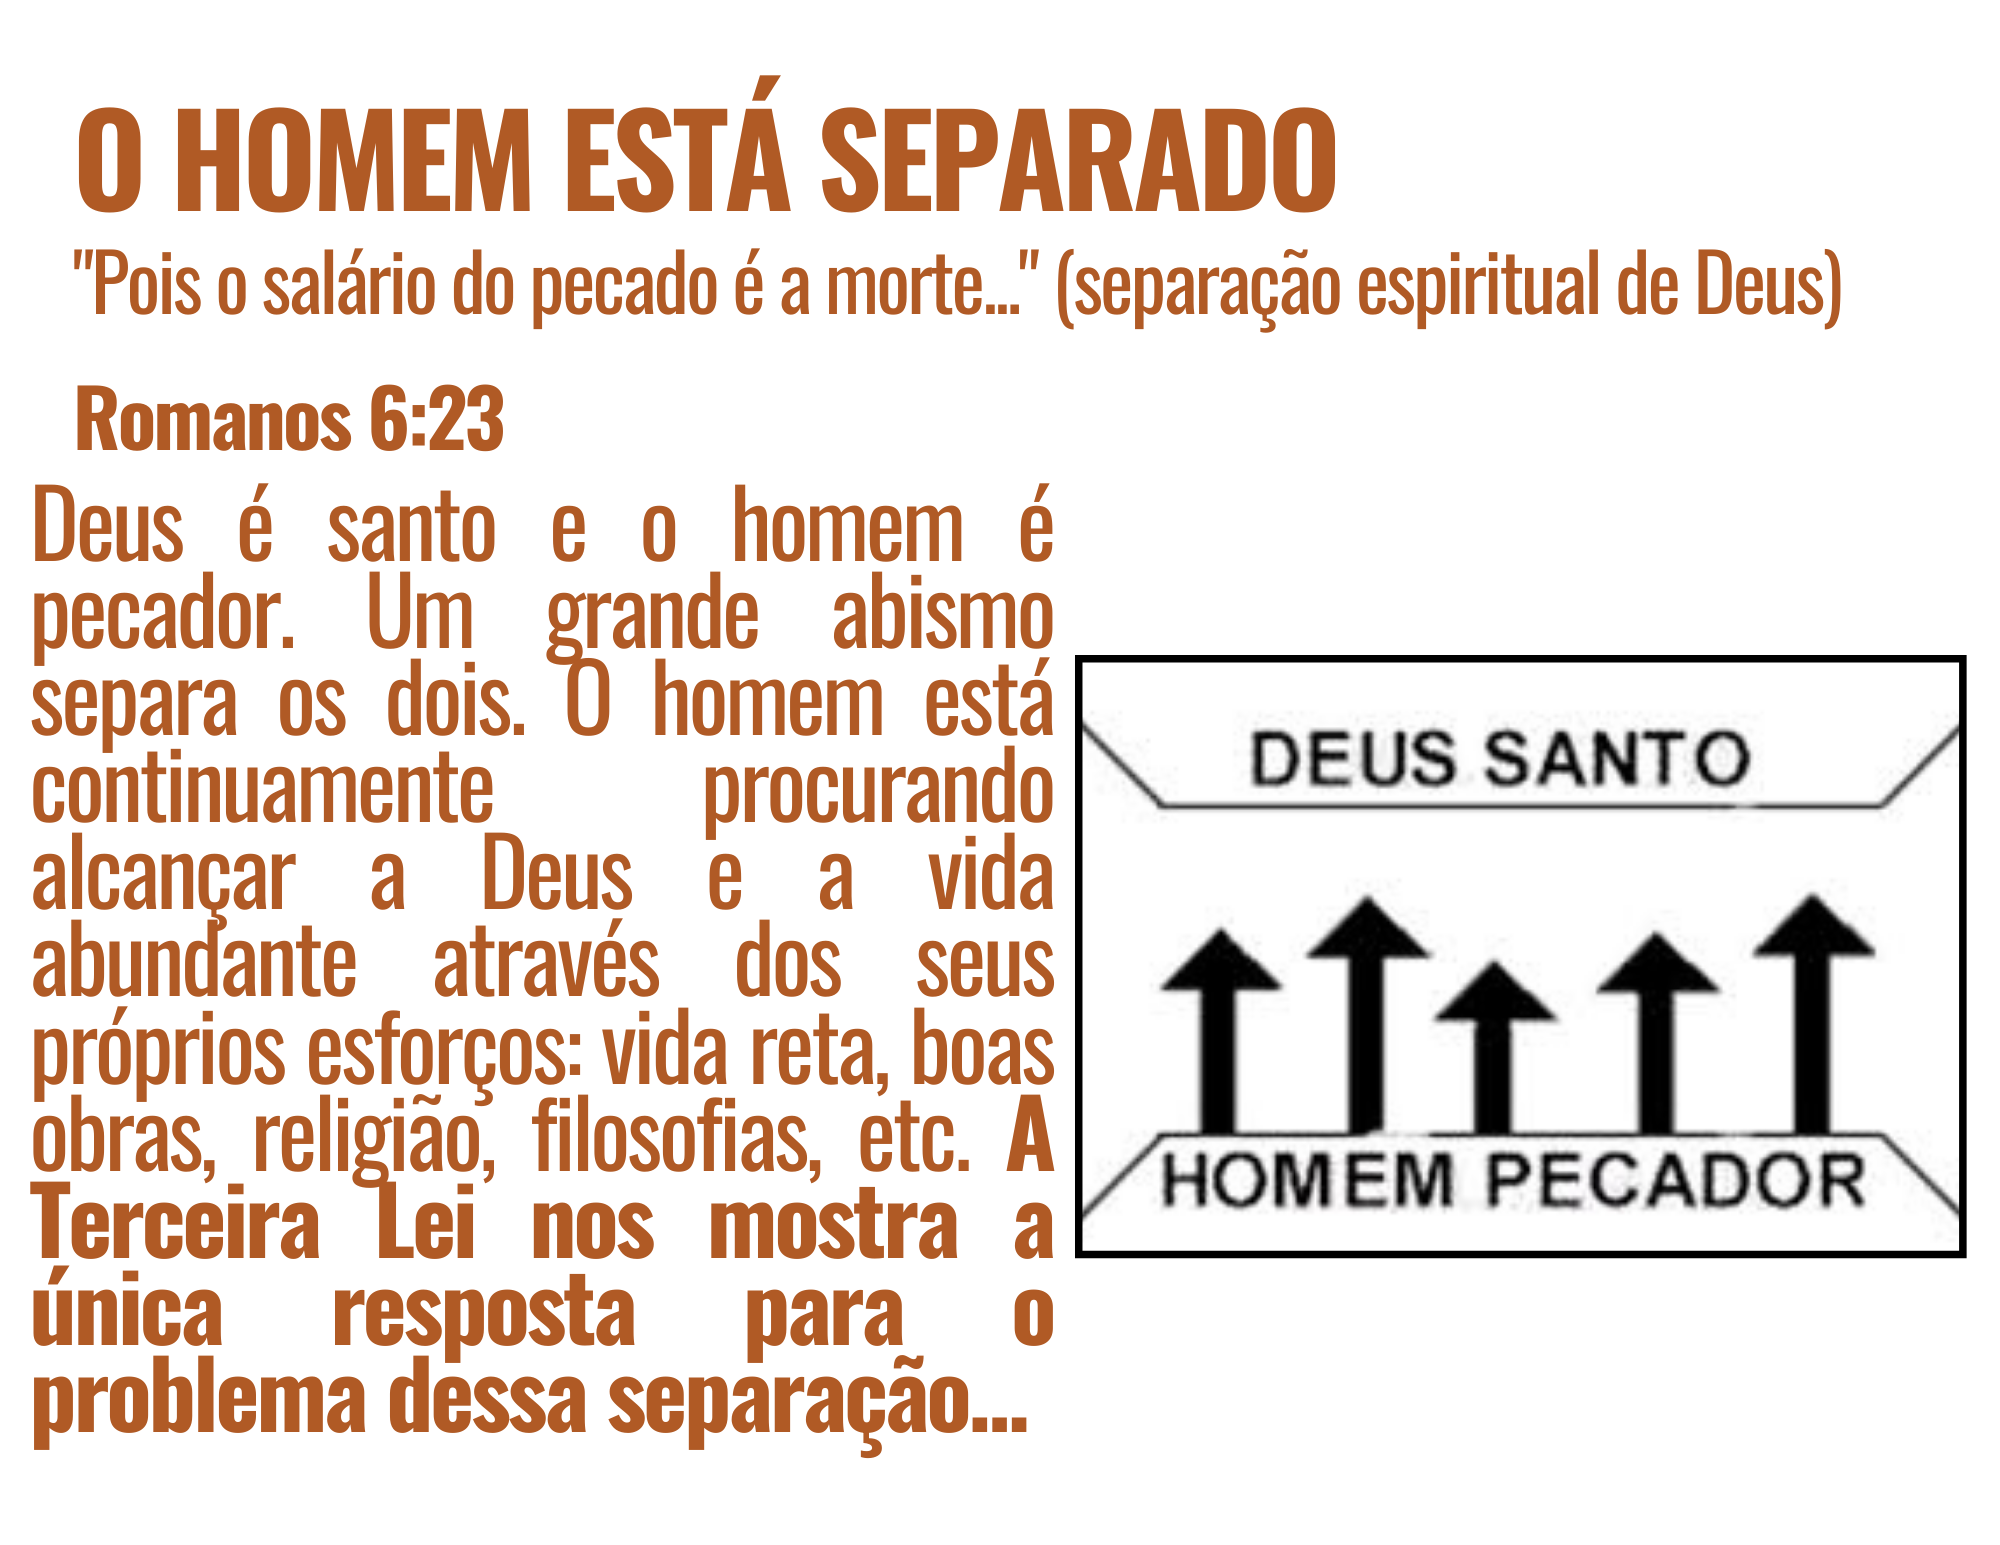 O HOMEM ESTÁ SEPARADO
"Pois o salário do pecado é a morte..." (separação espiritual de Deus)
Romanos 6:23
Deus é santo e o homem é
pecador. Um grande abismo
separa os dois. O homem está
continuamente procurando
alcançar a Deus e a vida
abundante através dos seus
próprios esforços: vida reta, boas
obras, religião, filosofias, etc. A
Terceira Lei nos mostra a
única resposta para o
problema dessa separação...
DEUS SANTO
HOMEM PECADOR